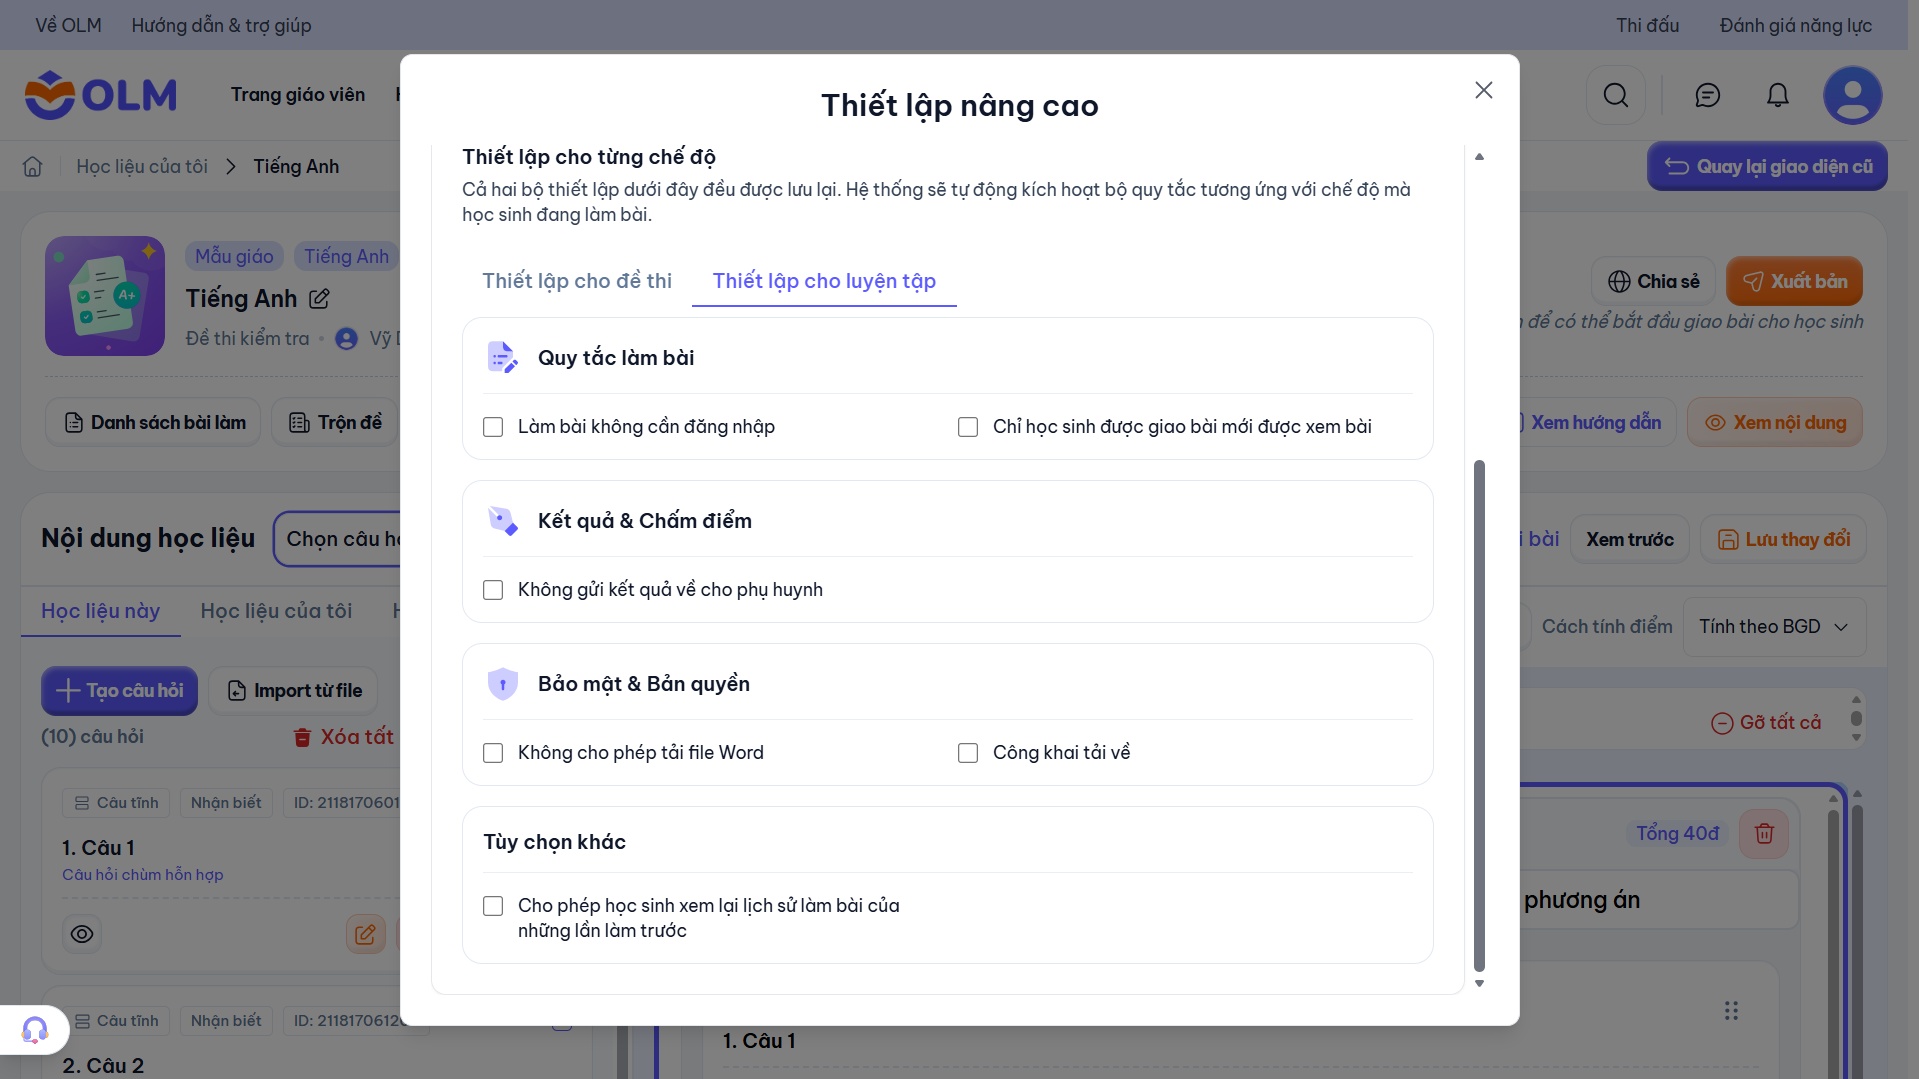 Về OLM
Hướng dẫn & trợ giúp
Thi đấu
Đánh giá năng lực
OLM
Trang giáo viên
Học liệu của tôi
Tiếng Anh
Quay lại giao diện cũ
Mẫu giáo
Tiếng Anh
Tiếng Anh
Đề thi kiểm tra
Vỹ
Chia sẻ
Xuất bản
để có thể bắt đầu giao bài cho học sinh
Danh sách bài làm
Trộn đề
Xem hướng dẫn
Xem nội dung
Nội dung học liệu
Chọn câu
bài
Xem trước
Lưu thay đổi
Học liệu này
Học liệu của tôi
Cách tính điểm
Tính theo BGD
Tạo câu hỏi
Import từ file
(10) câu hỏi
Xóa tất
Gỡ tất cả
Câu tĩnh
Nhận biết
ID: 2118170601
1. Câu 1
Câu hỏi chùm hỗn hợp
Tổng 40đ
phương án
Câu tĩnh
Nhận biết
ID: 211817061
2. Câu 2
1. Câu 1
Thiết lập nâng cao
Thiết lập cho từng chế độ
Cả hai bộ thiết lập dưới đây đều được lưu lại. Hệ thống sẽ tự động kích hoạt bộ quy tắc tương ứng với chế độ mà
học sinh đang làm bài.
Thiết lập cho đề thi
Thiết lập cho luyện tập
Quy tắc làm bài
Làm bài không cần đăng nhập
Chỉ học sinh được giao bài mới được xem bài
Kết quả & Chấm điểm
Không gửi kết quả về cho phụ huynh
Bảo mật & Bản quyền
Không cho phép tải file Word
Công khai tải về
Tùy chọn khác
Cho phép học sinh xem lại lịch sử làm bài của
những lần làm trước